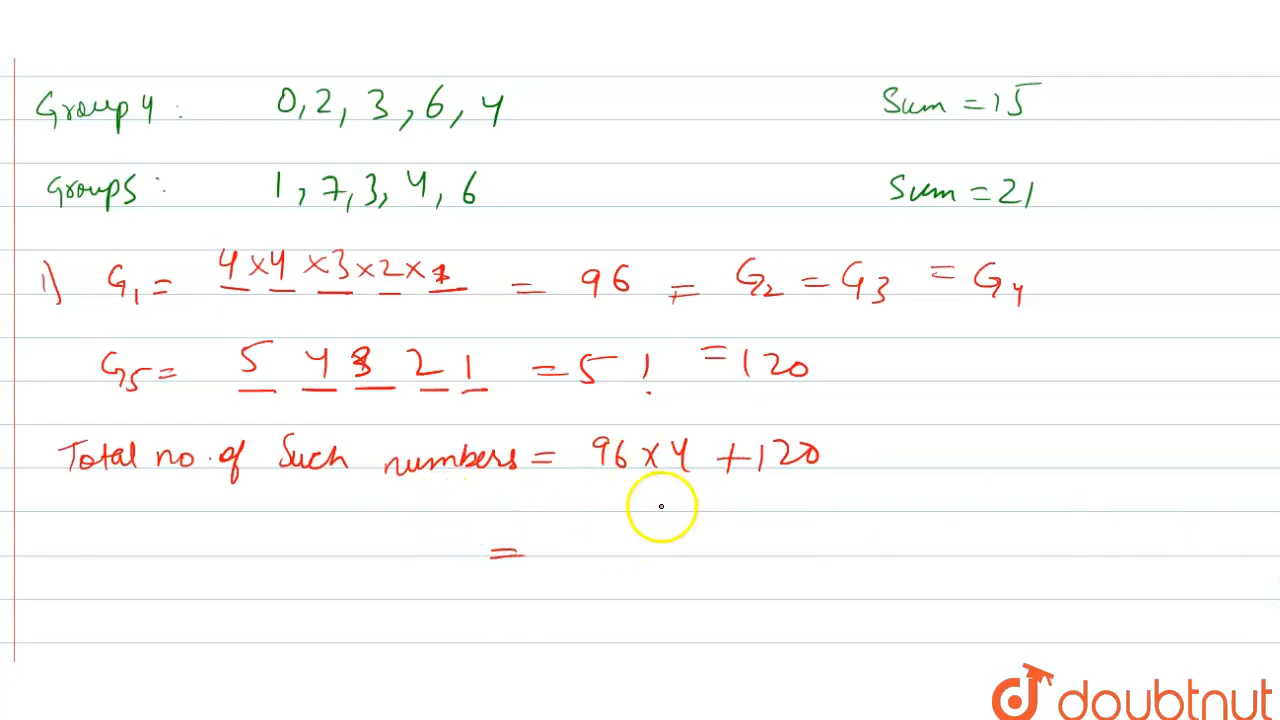 Group 4 : 0, 2, 3, 6, 4 Sum = 15
Group5 : 1, 7, 3, 4, 6 Sum = 21
1) G1 = 4 × 4 × 3 × 2 × 1 = 96 = G2 = G3 = G4
G5 = 5 4 3 2 1 = 5! = 120
Total no. of Such numbers = 96 × 4 + 120
=
doubtnut